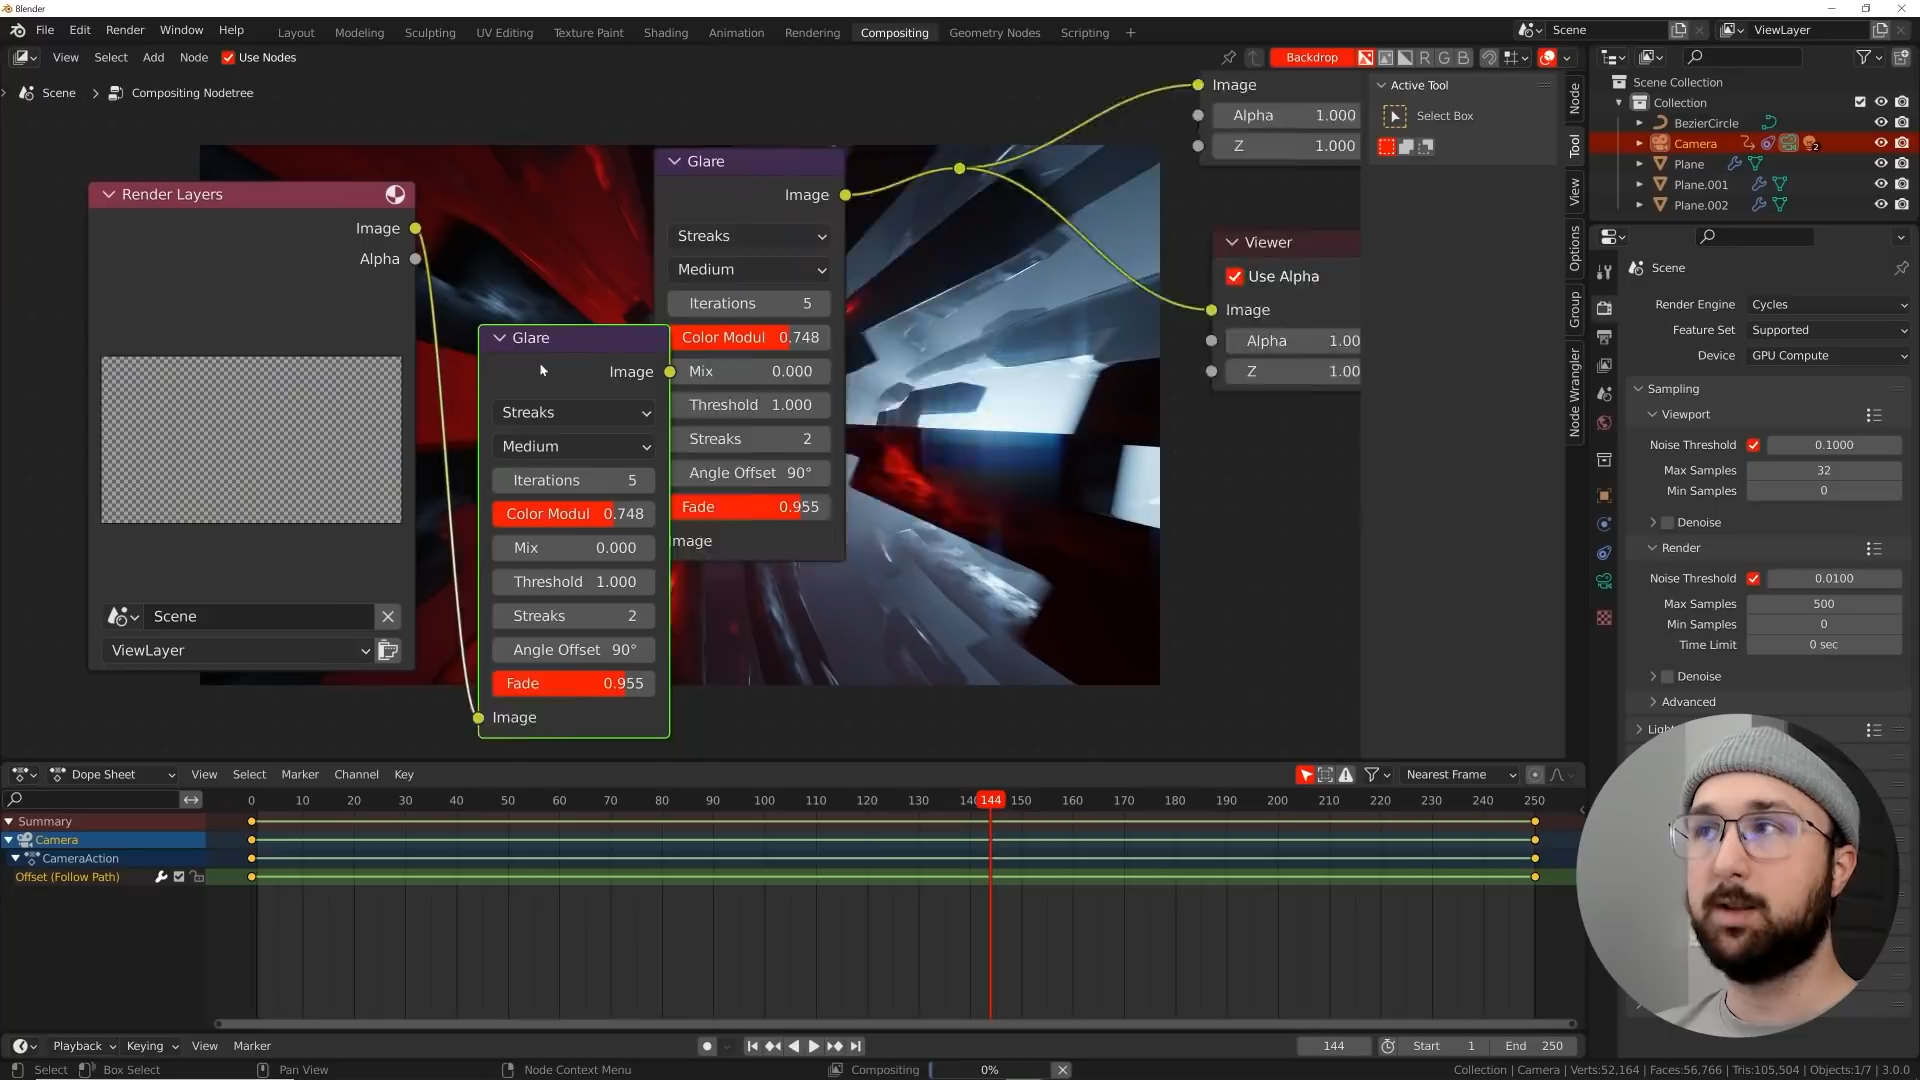 Blender
File Edit Render Window Help
Layout Modeling Sculpting UV Editing Texture Paint Shading Animation Rendering Compositing Geometry Nodes Scripting +
Scene
ViewLayer
View Select Add Node Use Nodes
Backdrop R G B
Scene > Compositing Nodetree
Render Layers
Image
Alpha
Scene
ViewLayer
Glare
Image
Streaks
Medium
Iterations 5
Color Modul 0.748
Mix 0.000
Threshold 1.000
Streaks 2
Angle Offset 90°
Fade 0.955
Image
Glare
Image
Streaks
Medium
Iterations 5
Color Modul 0.748
Mix 0.000
Threshold 1.000
Streaks 2
Angle Offset 90°
Fade 0.955
mage
Image
Alpha 1.000
Z 1.000
Viewer
Use Alpha
Image
Alpha 1.00
Z 1.00
Active Tool
Select Box
Node
Tool
View
Options
Group
Node Wrangler
Scene Collection
Collection
BezierCircle
Camera 2
Plane
Plane.001
Plane.002
Scene
Render Engine Cycles
Feature Set Supported
Device GPU Compute
Sampling
Viewport
Noise Threshold 0.1000
Max Samples 32
Min Samples 0
Denoise
Render
Noise Threshold 0.0100
Max Samples 500
Min Samples 0
Time Limit 0 sec
Denoise
Advanced
Ligh
Dope Sheet View Select Marker Channel Key
Nearest Frame
0 10 20 30 40 50 60 70 80 90 100 110 120 130 14 144 150 160 170 180 190 200 210 220 230 240 250
Summary
Camera
CameraAction
Offset (Follow Path)
Playback Keying View Marker
144 Start 1 End 250
Select Box Select Pan View Node Context Menu Compositing 0%
Collection | Camera | Verts:52,164 | Faces:56,766 | Tris:105,504 | Objects:1/7 | 3.0.0